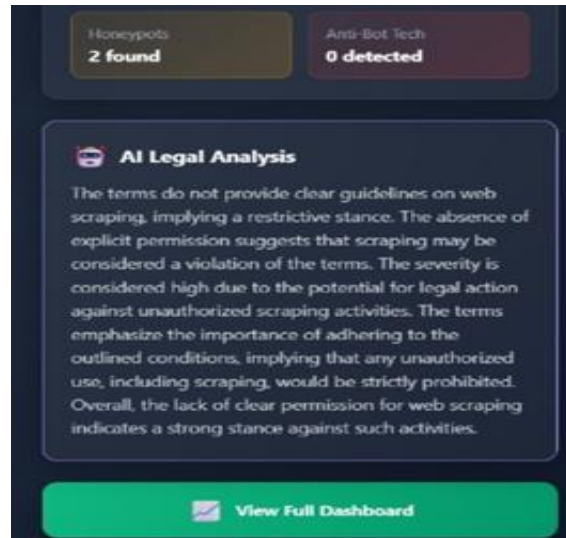 Honeypots
Anti-Bot Tech
2 found
0 detected
AI Legal Analysis
The terms do not provide clear guidelines on web
scraping, implying a restrictive stance. The absence of
explicit permission suggests that scraping may be
considered a violation of the terms. The severity is
considered high due to the potential for legal action
against unauthorized scraping activities. The terms
emphasize the importance of adhering to the
outlined conditions, implying that any unauthorized
use, including scraping, would be strictly prohibited.
Overall, the lack of clear permission for web scraping
indicates a strong stance against such activities.
View Full Dashboard